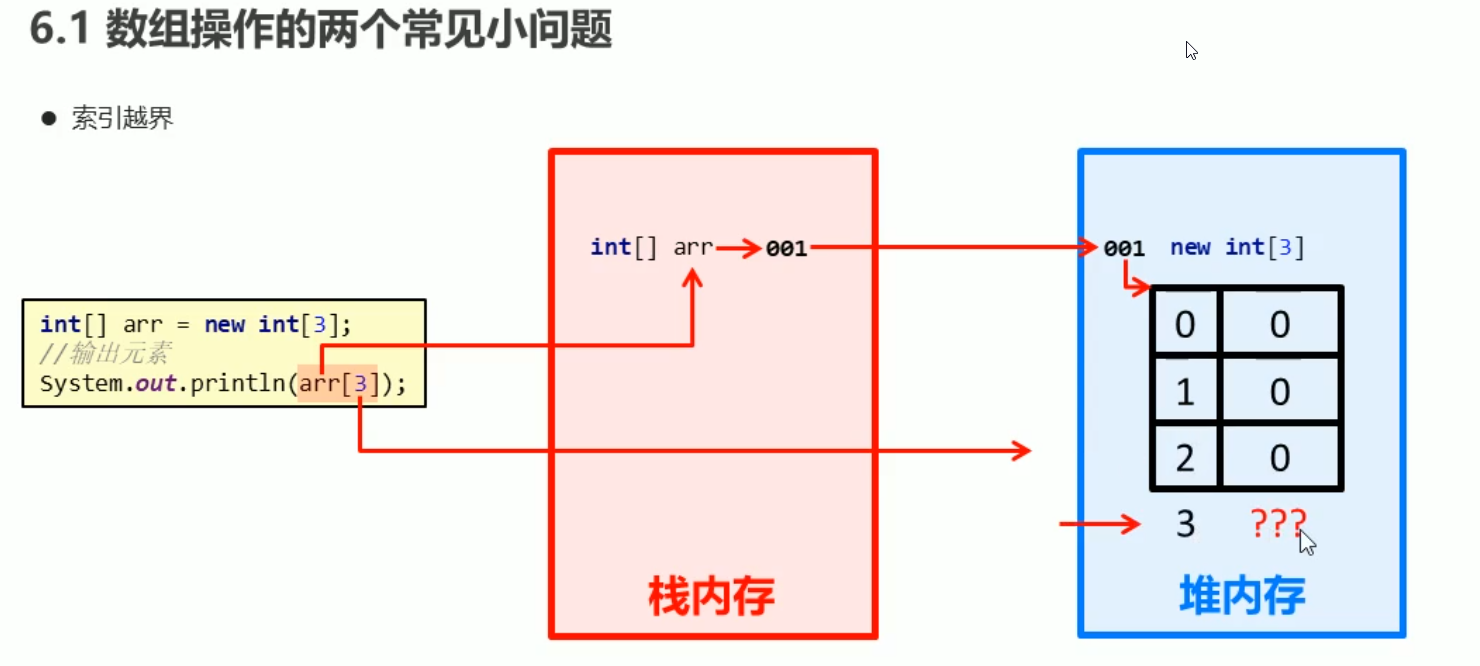 6.1 数组操作的两个常见小问题
● 索引越界
int[] arr = new int[3];
//输出元素
System.out.println(arr[3]);
int[] arr 001
栈内存
001 new int[3]
0 0
1 0
2 0
3 ???
堆内存